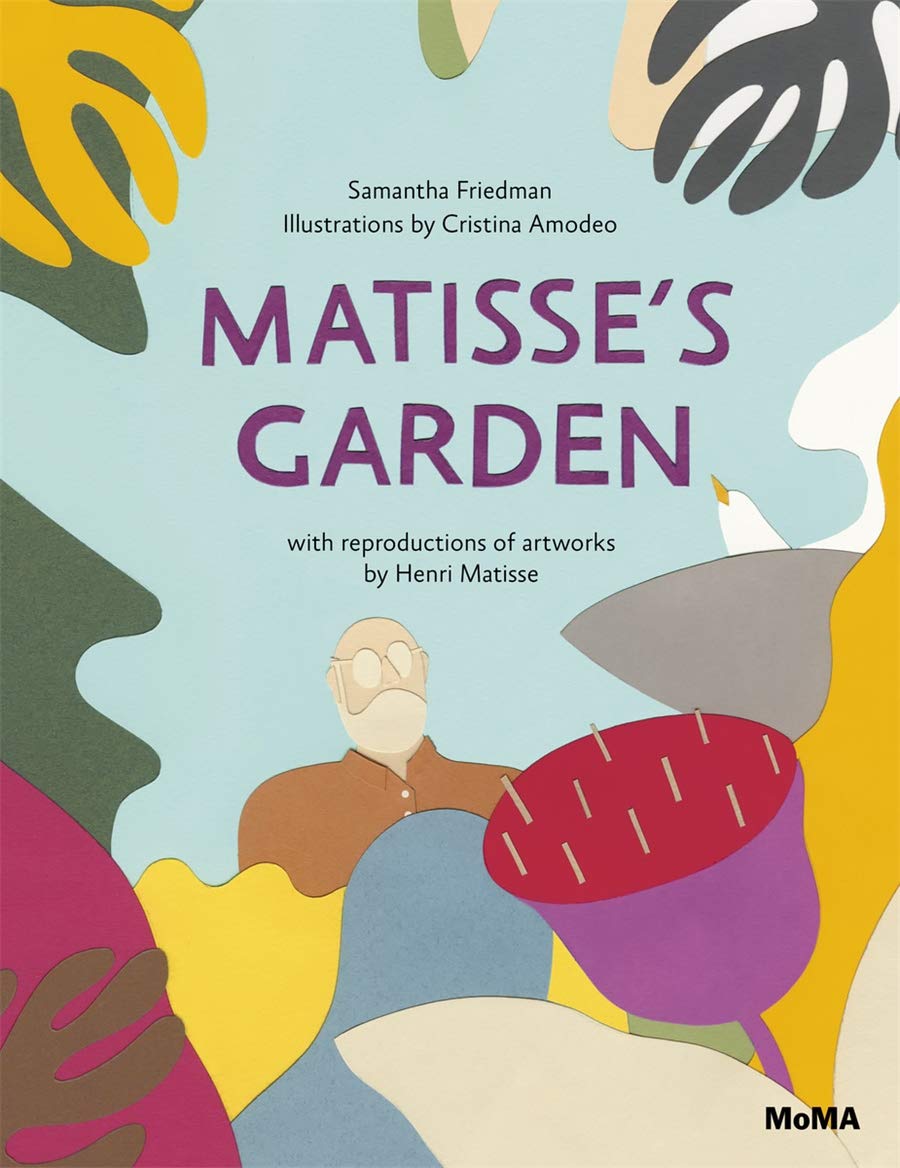 Samantha Friedman
Illustrations by Cristina Amodeo
MATISSE’S
GARDEN
with reproductions of artworks
by Henri Matisse
MoMA